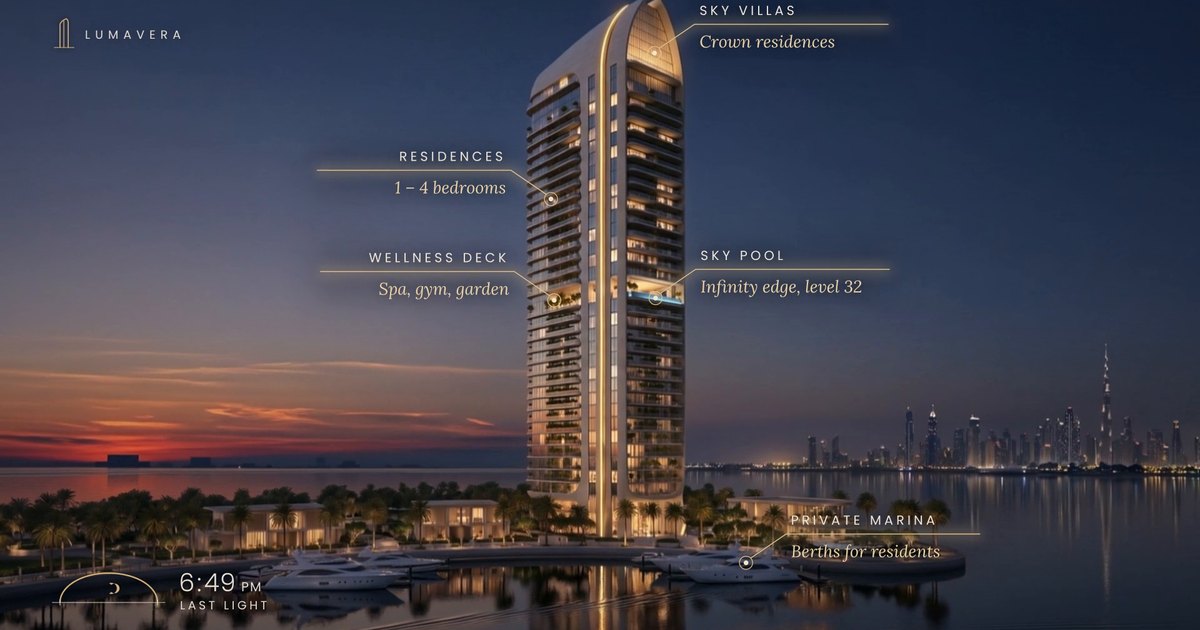 LUMAVERA
SKY VILLAS
Crown residences
RESIDENCES
1 – 4 bedrooms
WELLNESS DECK
Spa, gym, garden
SKY POOL
Infinity edge, level 32
PRIVATE MARINA
Berths for residents
6:49 PM
LAST LIGHT